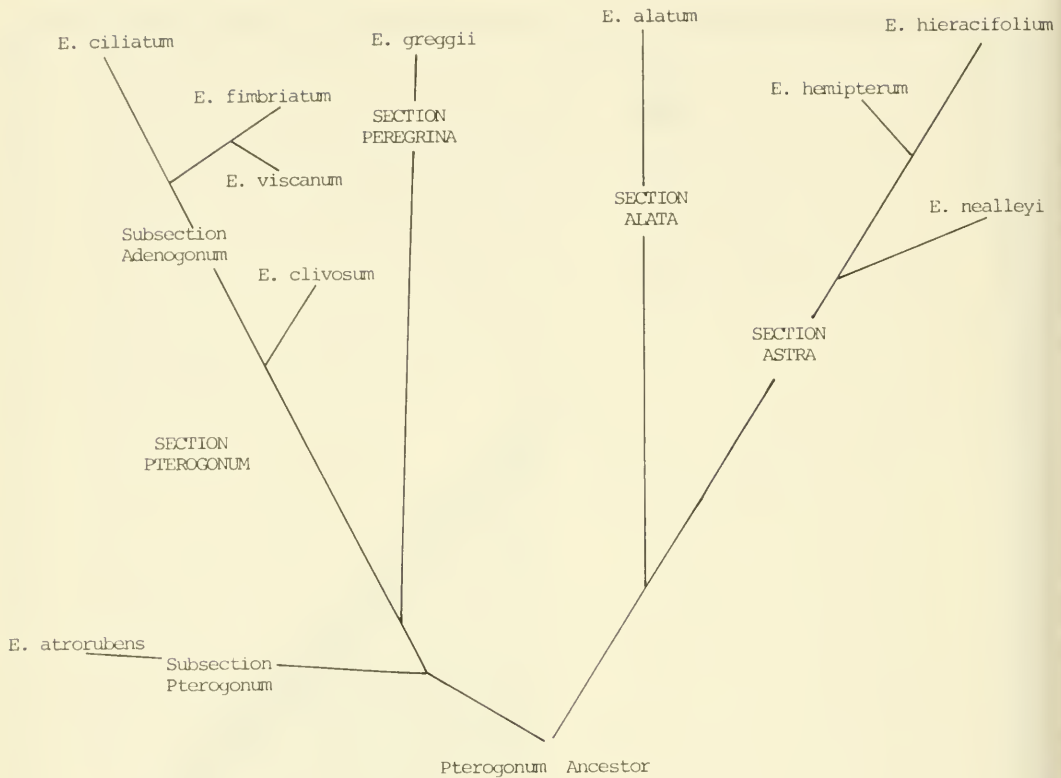 E. alatum
E. ciliatum
E. greggii
E. hieracifolium
E. fimbriatum
E. hemipterum
SECTION
PEREGRINA
E. viscanum
SECTION
ALATA
E. nealleyi
Subsection
Adenogonum
E. clivosum
SECTION
ASTRA
SECTION
PTEROGONUM
E. atrorubens
Subsection
Pterogonum
Pterogonum Ancestor